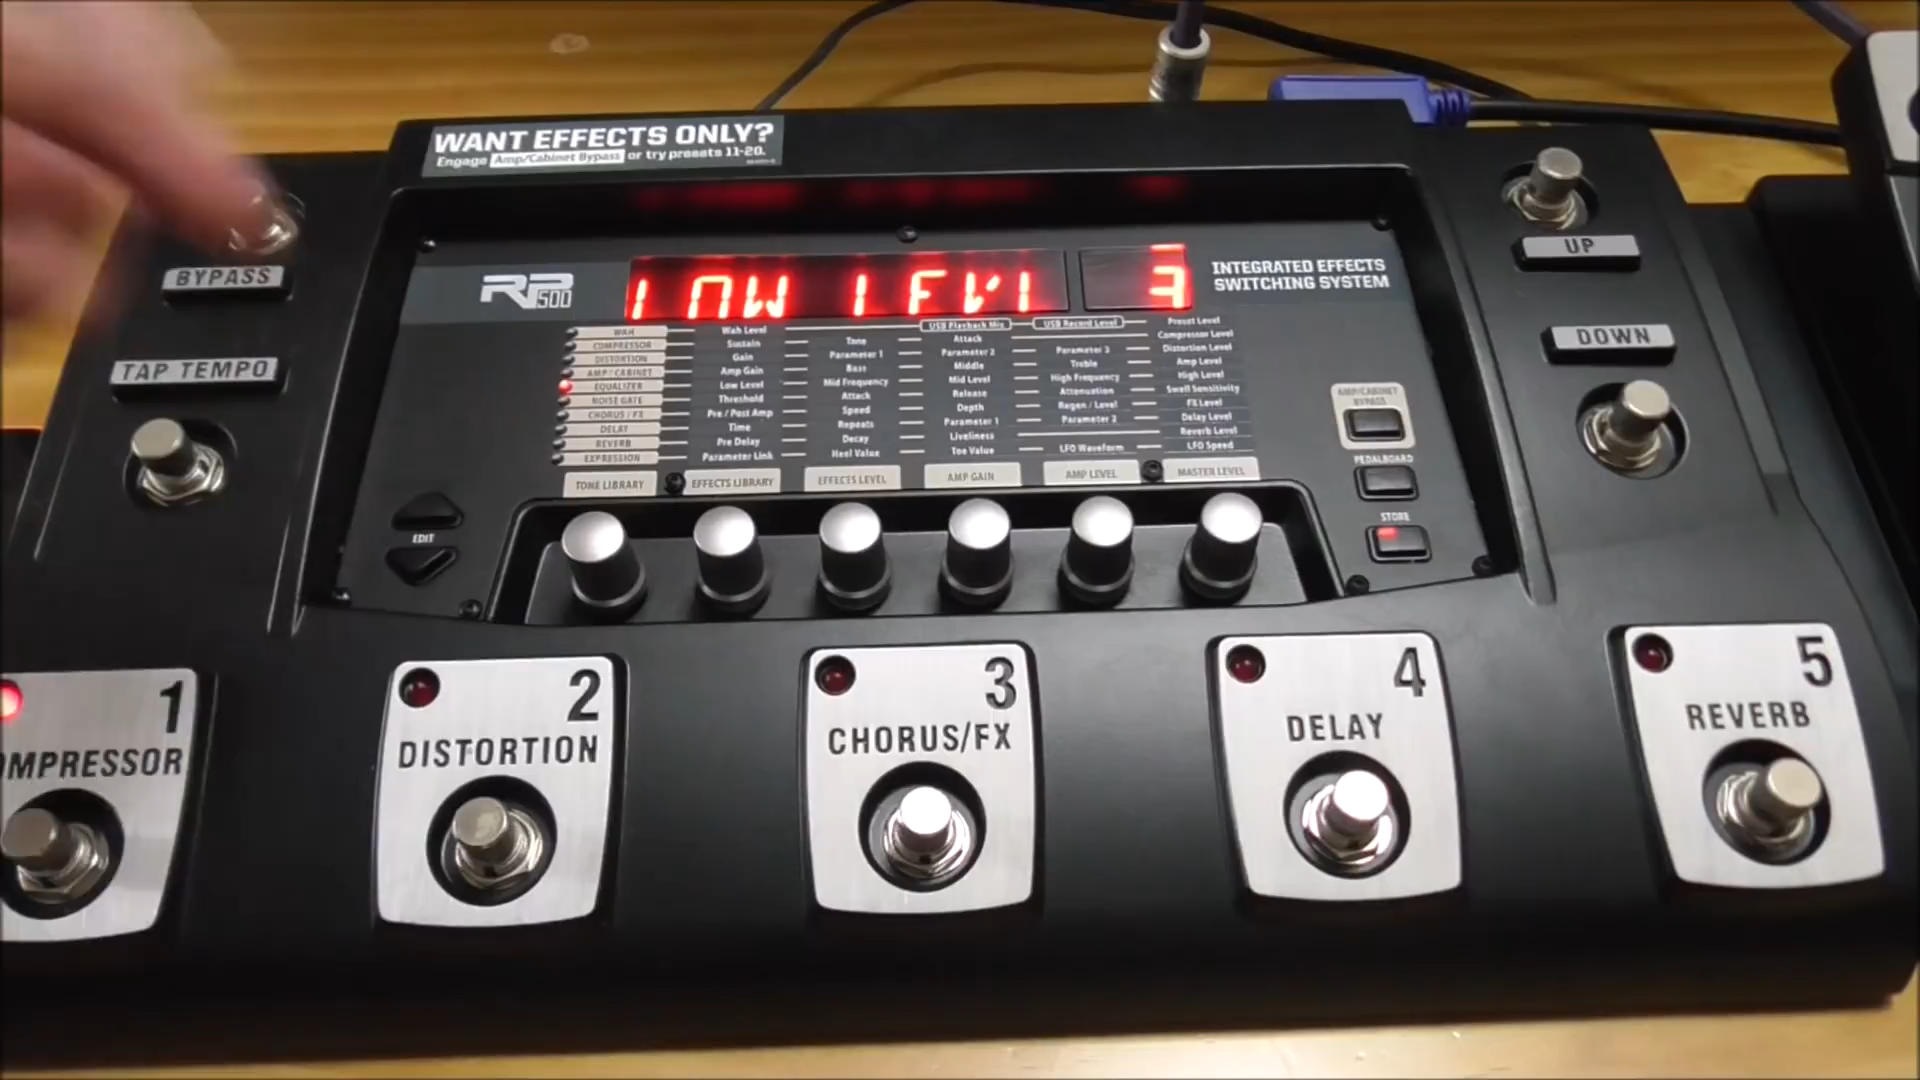 WANT EFFECTS ONLY?
Engage Amp/Cabinet Bypass or try presets 11-20.
BYPASS
TAP TEMPO
RP500
INTEGRATED EFFECTS
SWITCHING SYSTEM
UP
DOWN
USB Playback Mix USB Record Level Preset Level
WAH Wah Level
COMPRESSOR Sustain Tone Attack Compressor Level
DISTORTION Gain Parameter 1 Parameter 2 Parameter 3 Distortion Level
AMP / CABINET Amp Gain Bass Middle Treble Amp Level
EQUALIZER Low Level Mid Frequency Mid Level High Frequency High Level
NOISE GATE Threshold Attack Release Attenuation Swell Sensitivity
CHORUS / FX Pre / Post Amp Speed Depth Regen / Level FX Level
DELAY Time Repeats Parameter 1 Parameter 2 Delay Level
REVERB Pre Delay Decay Liveliness Reverb Level
EXPRESSION Parameter Link Heel Value Toe Value LFO Waveform LFO Speed
TONE LIBRARY EFFECTS LIBRARY EFFECTS LEVEL AMP GAIN AMP LEVEL MASTER LEVEL
AMP/CABINET
BYPASS
PEDALBOARD
STORE
EDIT
1
OMPRESSOR
2
DISTORTION
3
CHORUS/FX
4
DELAY
5
REVERB